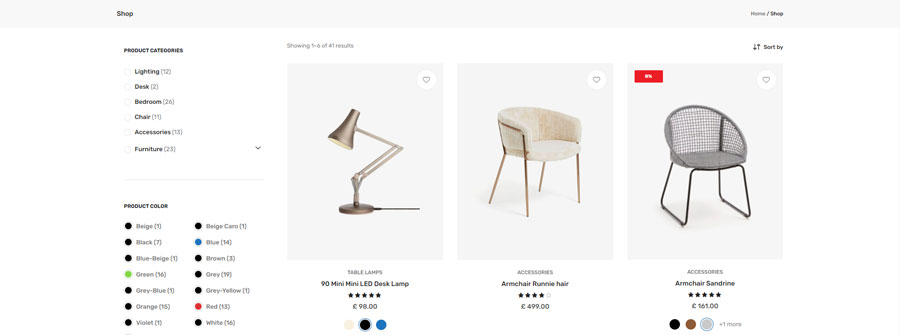 Shop
Home / Shop
PRODUCT CATEGORIES
Lighting (12)
Desk (2)
Bedroom (26)
Chair (11)
Accessories (13)
Furniture (23)
PRODUCT COLOR
Beige (1)
Beige Caro (1)
Black (7)
Blue (14)
Blue-Beige (1)
Brown (3)
Green (16)
Grey (19)
Grey-Blue (1)
Grey-Yellow (1)
Orange (15)
Red (13)
Violet (1)
White (16)
Showing 1–6 of 41 results
Sort by
TABLE LAMPS
90 Mini Mini LED Desk Lamp
£ 98.00
ACCESSORIES
Armchair Runnie hair
£ 499.00
ACCESSORIES
Armchair Sandrine
£ 161.00
+1 more